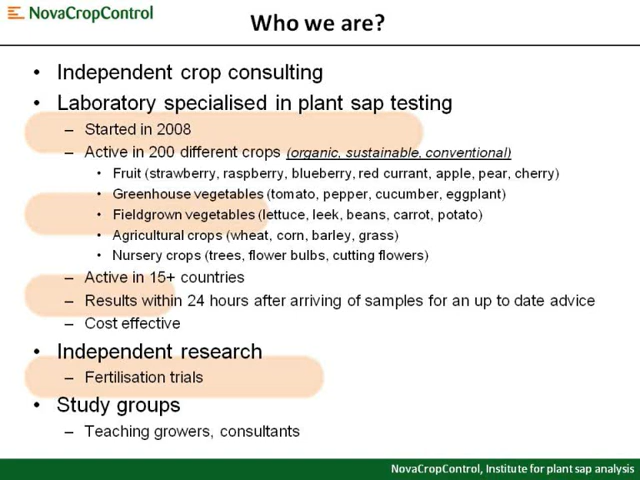 NovaCropControl
Who we are?
• Independent crop consulting
• Laboratory specialised in plant sap testing
– Started in 2008
– Active in 200 different crops (organic, sustainable, conventional)
• Fruit (strawberry, raspberry, blueberry, red currant, apple, pear, cherry)
• Greenhouse vegetables (tomato, pepper, cucumber, eggplant)
• Fieldgrown vegetables (lettuce, leek, beans, carrot, potato)
• Agricultural crops (wheat, corn, barley, grass)
• Nursery crops (trees, flower bulbs, cutting flowers)
– Active in 15+ countries
– Results within 24 hours after arriving of samples for an up to date advice
– Cost effective
• Independent research
– Fertilisation trials
• Study groups
– Teaching growers, consultants
NovaCropControl, Institute for plant sap analysis